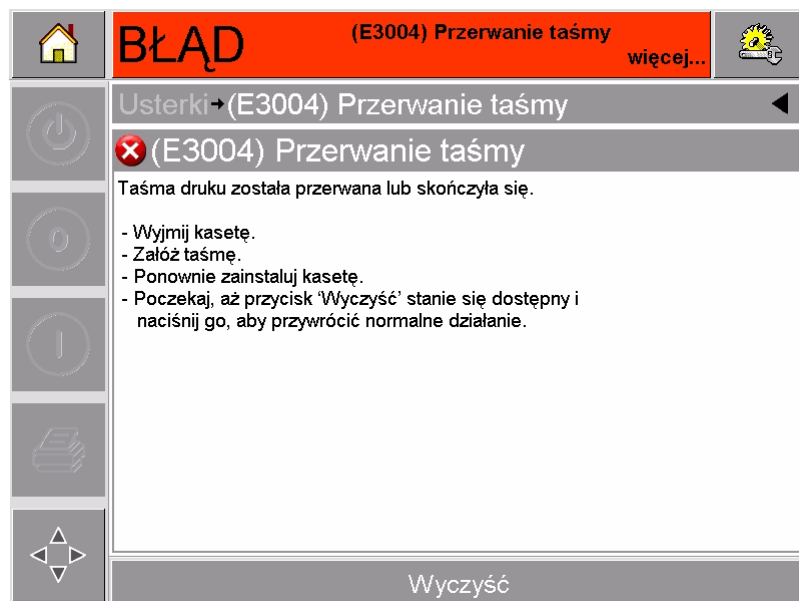 BŁĄD
(E3004) Przerwanie taśmy
więcej...
Usterki→(E3004) Przerwanie taśmy
(E3004) Przerwanie taśmy
Taśma druku została przerwana lub skończyła się.
- Wyjmij kasetę.
- Załóż taśmę.
- Ponownie zainstaluj kasetę.
- Poczekaj, aż przycisk ‘Wyczyść’ stanie się dostępny i
naciśnij go, aby przywrócić normalne działanie.
Wyczyść